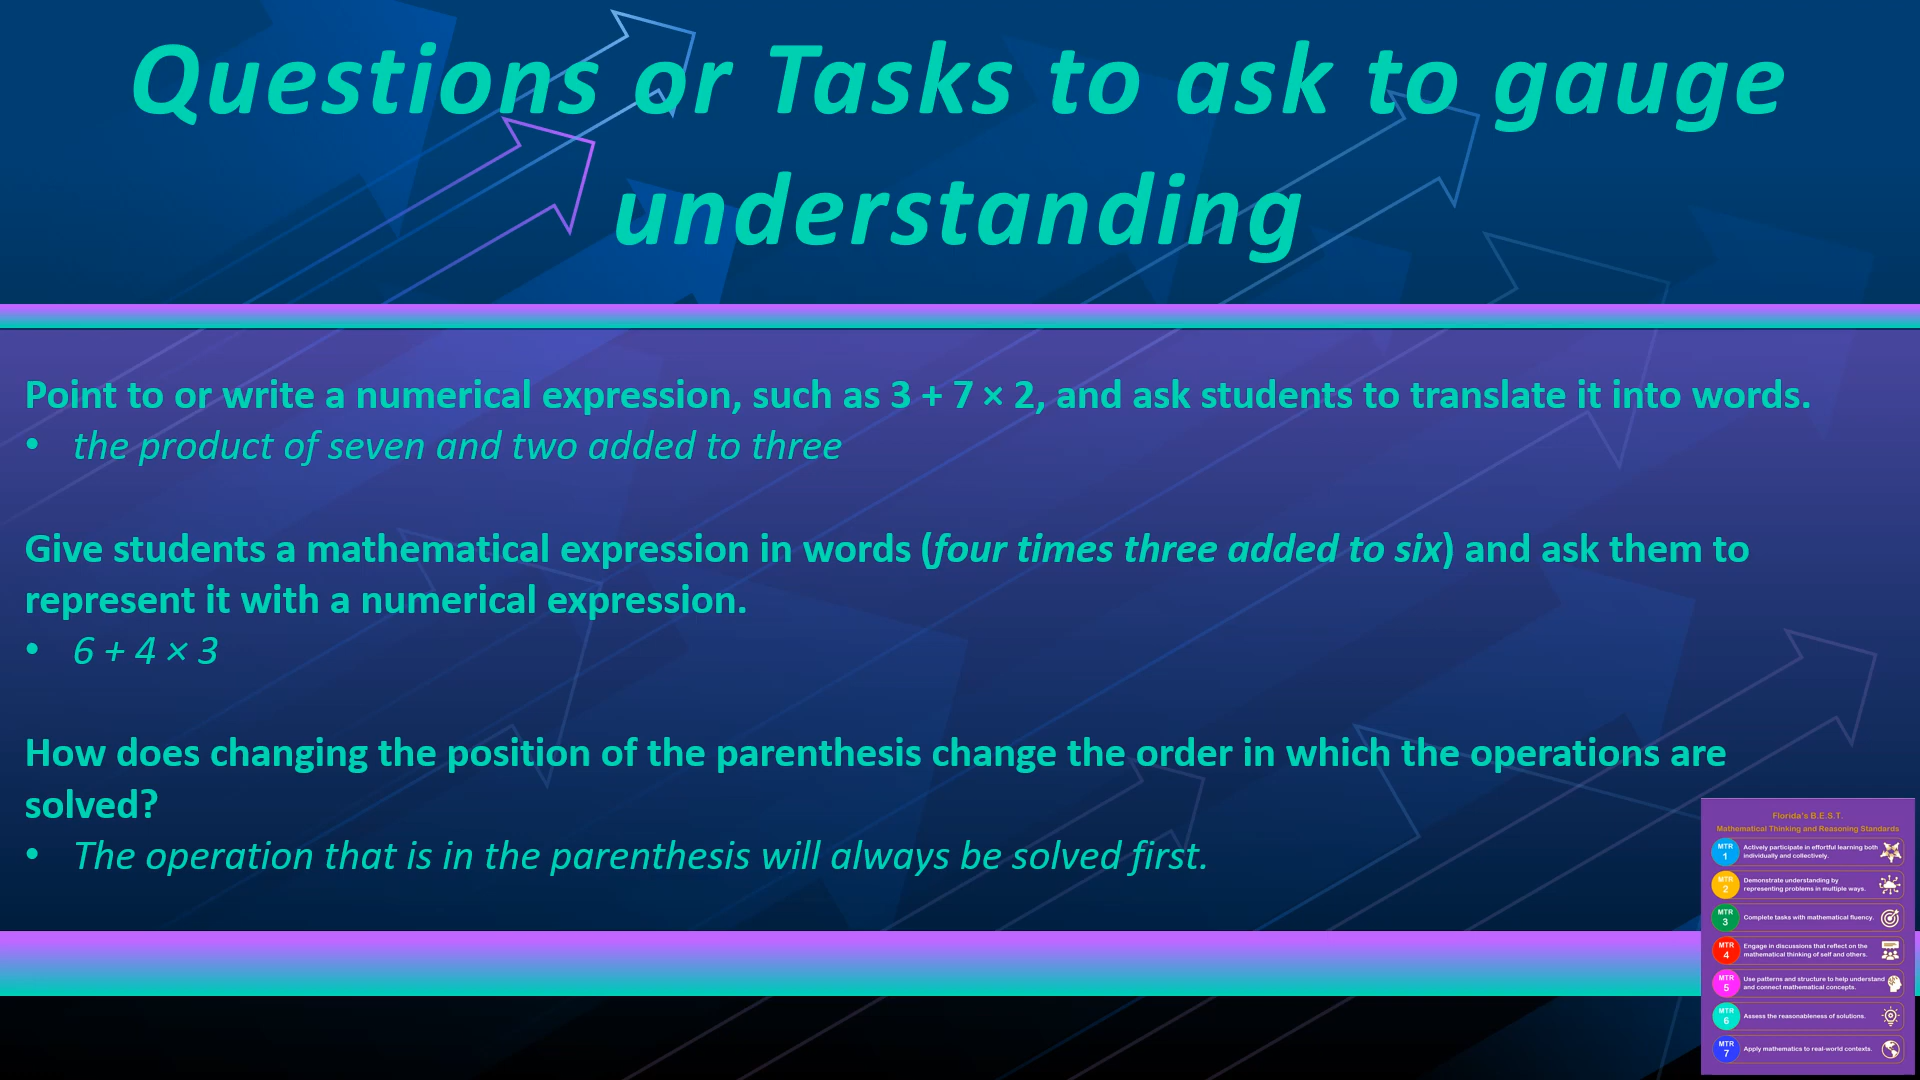 Questions or Tasks to ask to gauge
understanding
Point to or write a numerical expression, such as 3 + 7 × 2, and ask students to translate it into words.
• the product of seven and two added to three
Give students a mathematical expression in words (four times three added to six) and ask them to
represent it with a numerical expression.
• 6 + 4 × 3
How does changing the position of the parenthesis change the order in which the operations are
solved?
• The operation that is in the parenthesis will always be solved first.
Florida's B.E.S.T.
Mathematical Thinking and Reasoning Standards
MTR
1
Actively participate in effortful learning both
individually and collectively.
MTR
2
Demonstrate understanding by
representing problems in multiple ways.
MTR
3
Complete tasks with mathematical fluency.
MTR
4
Engage in discussions that reflect on the
mathematical thinking of self and others.
MTR
5
Use patterns and structure to help understand
and connect mathematical concepts.
MTR
6
Assess the reasonableness of solutions.
MTR
7
Apply mathematics to real-world contexts.